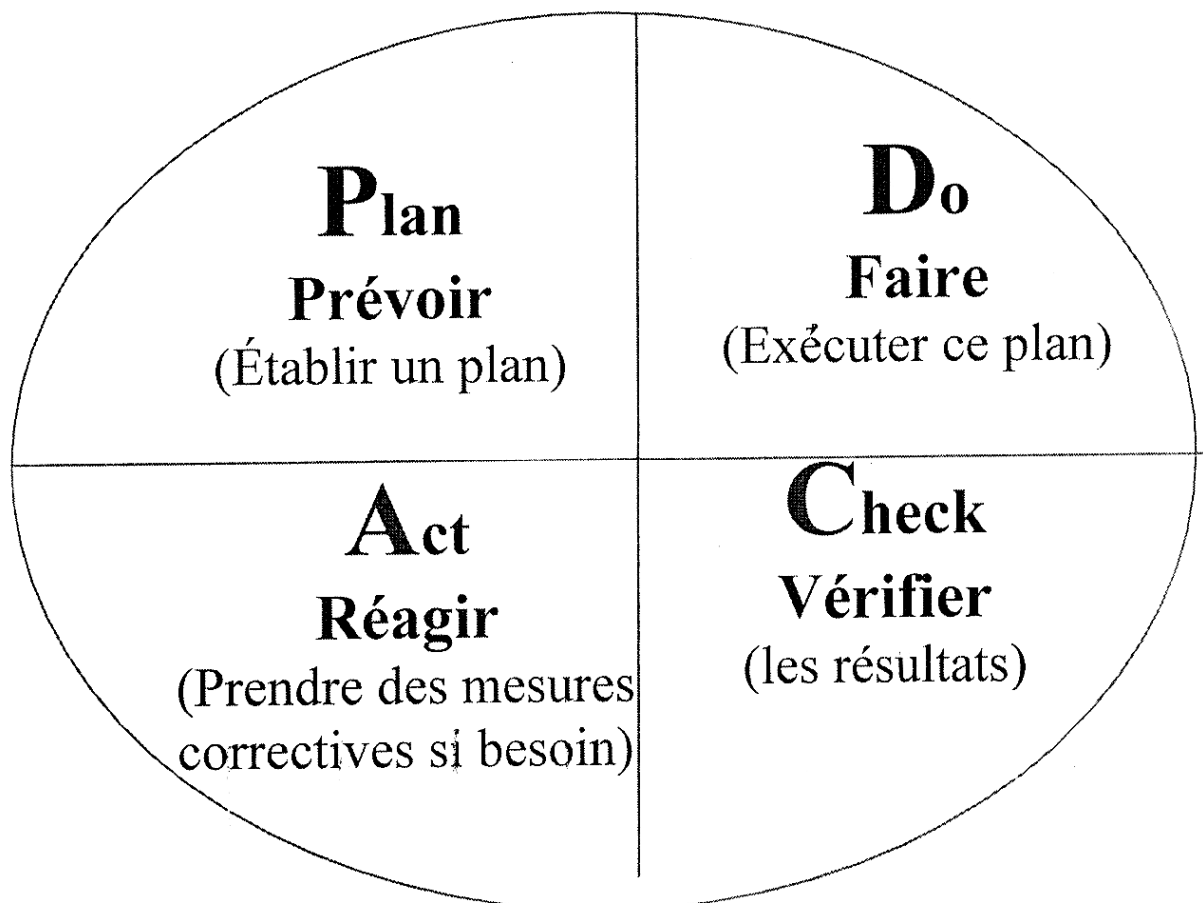 Plan
Prévoir
(Établir un plan)
Do
Faire
(Exécuter ce plan)
Act
Réagir
(Prendre des mesures
correctives si besoin)
Check
Vérifier
(les résultats)